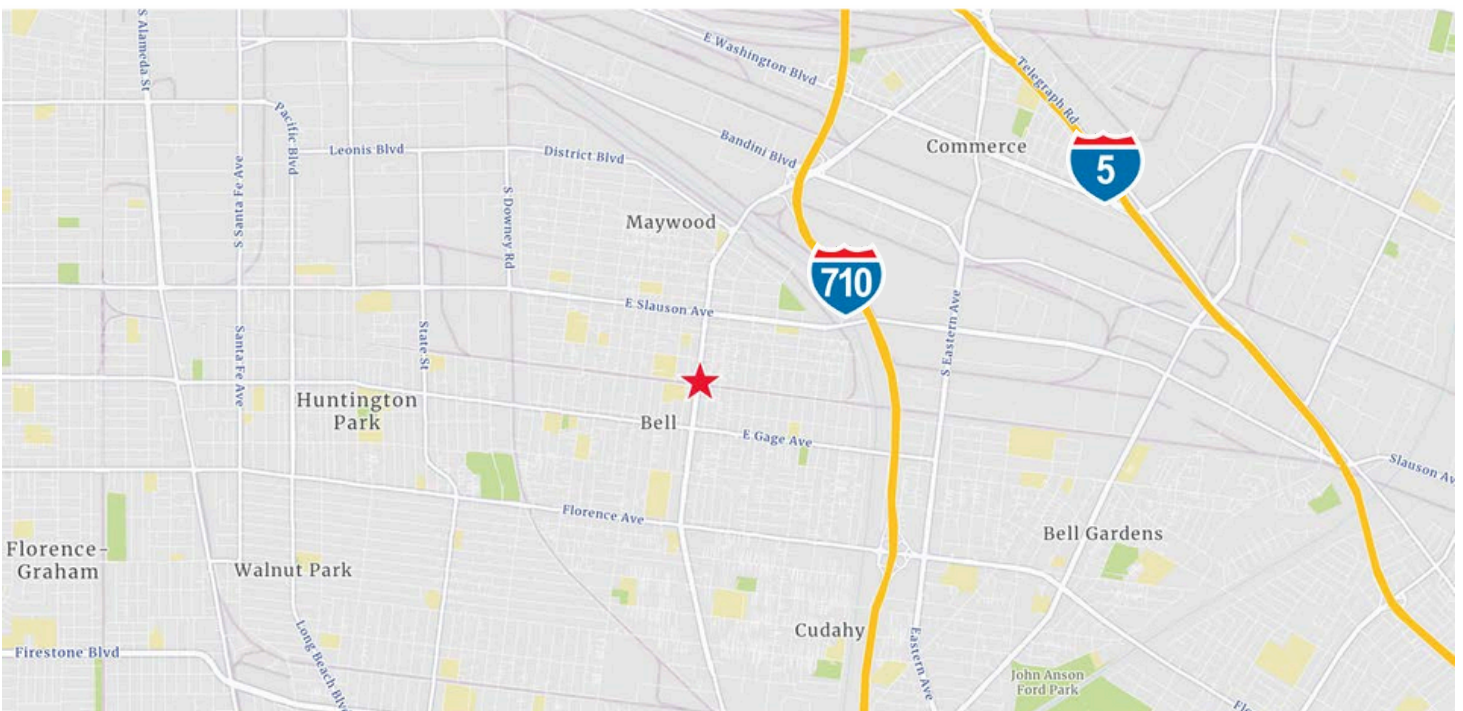 S Alameda St
E Washington Blvd
Telegraph Rd
Pacific Blvd
Leonis Blvd
District Blvd
Bandini Blvd
Commerce
5
S Santa Fe Ave
S Downey Rd
Maywood
710
E Slauson Ave
S Eastern Ave
Santa Fe Ave
State St
Huntington
Park
Bell
E Gage Ave
Slauson Av
Florence Ave
Bell Gardens
Florence-
Graham
Walnut Park
Cudahy
Firestone Blvd
Long Beach Blv
Eastern Ave
John Anson
Ford Park
Flo